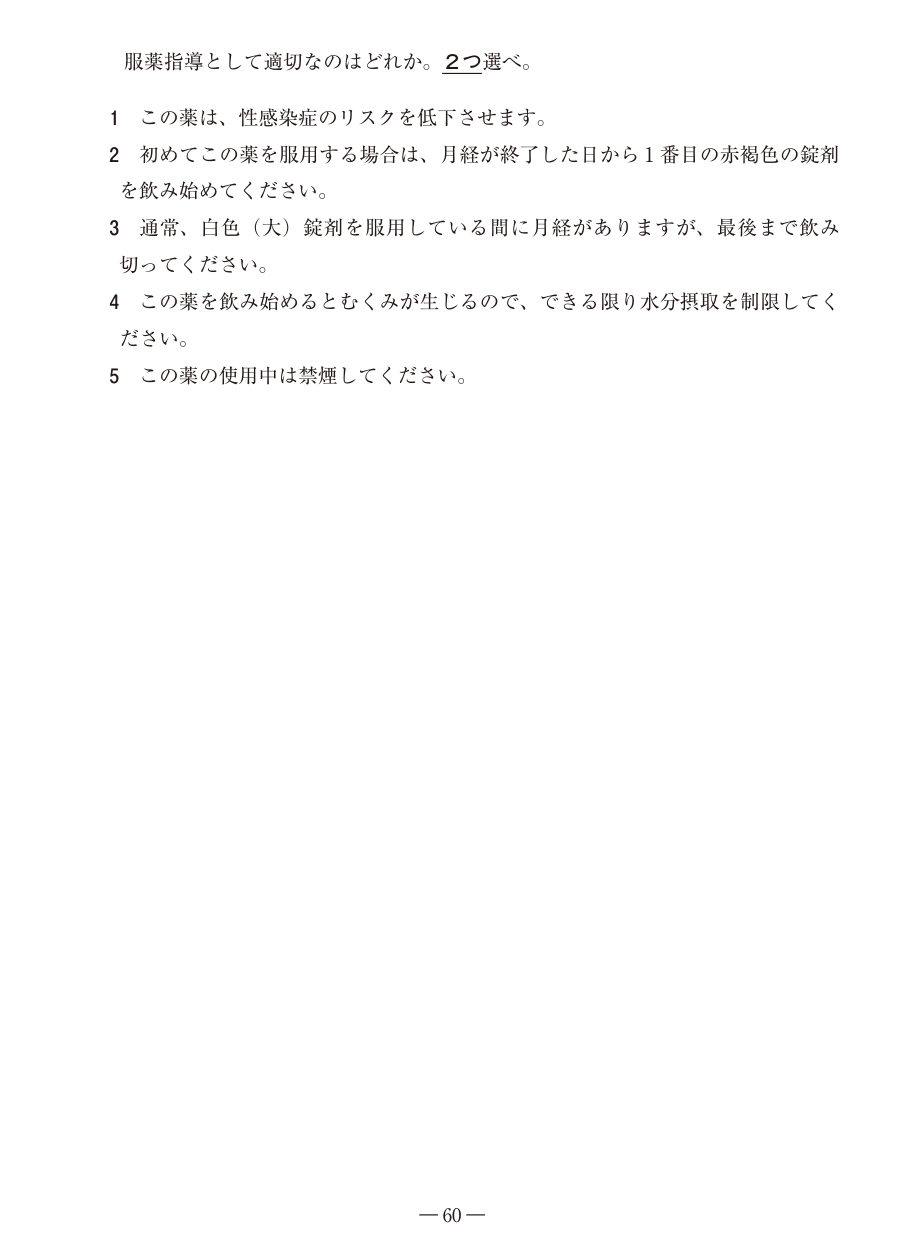 服薬指導として適切なのはどれか。２つ選べ。
1　この薬は、性感染症のリスクを低下させます。
2　初めてこの薬を服用する場合は、月経が終了した日から１番目の赤褐色の錠剤
を飲み始めてください。
3　通常、白色（大）錠剤を服用している間に月経がありますが、最後まで飲み
切ってください。
4　この薬を飲み始めるとむくみが生じるので、できる限り水分摂取を制限してく
ださい。
5　この薬の使用中は禁煙してください。
― 60 ―